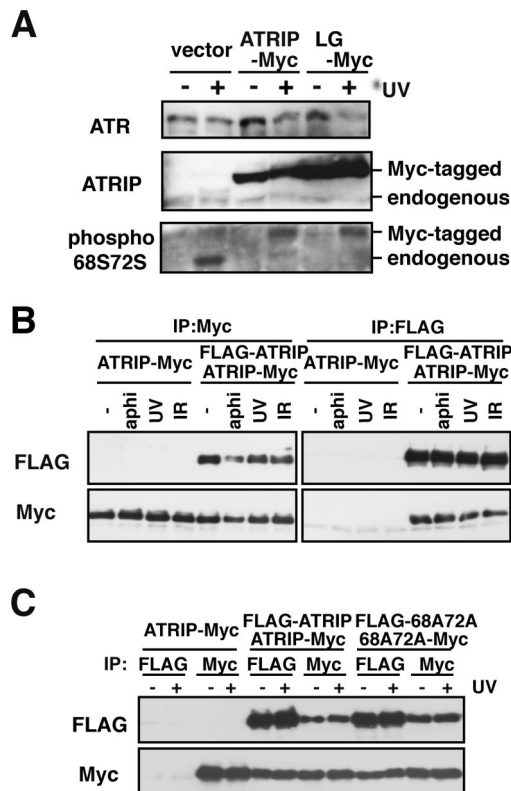 A
vector ATRIP -Myc LG -Myc
- + - + - + UV
ATR
ATRIP
Myc-tagged
endogenous
phospho 68S72S
Myc-tagged
endogenous
B
IP:Myc IP:FLAG
ATRIP-Myc FLAG-ATRIP ATRIP-Myc ATRIP-Myc FLAG-ATRIP ATRIP-Myc
- aphi UV IR - aphi UV IR - aphi UV IR - aphi UV IR
FLAG
Myc
C
ATRIP-Myc FLAG-ATRIP ATRIP-Myc FLAG-68A72A 68A72A-Myc
IP: FLAG Myc FLAG Myc FLAG Myc
- + - + - + - + - + - + UV
FLAG
Myc